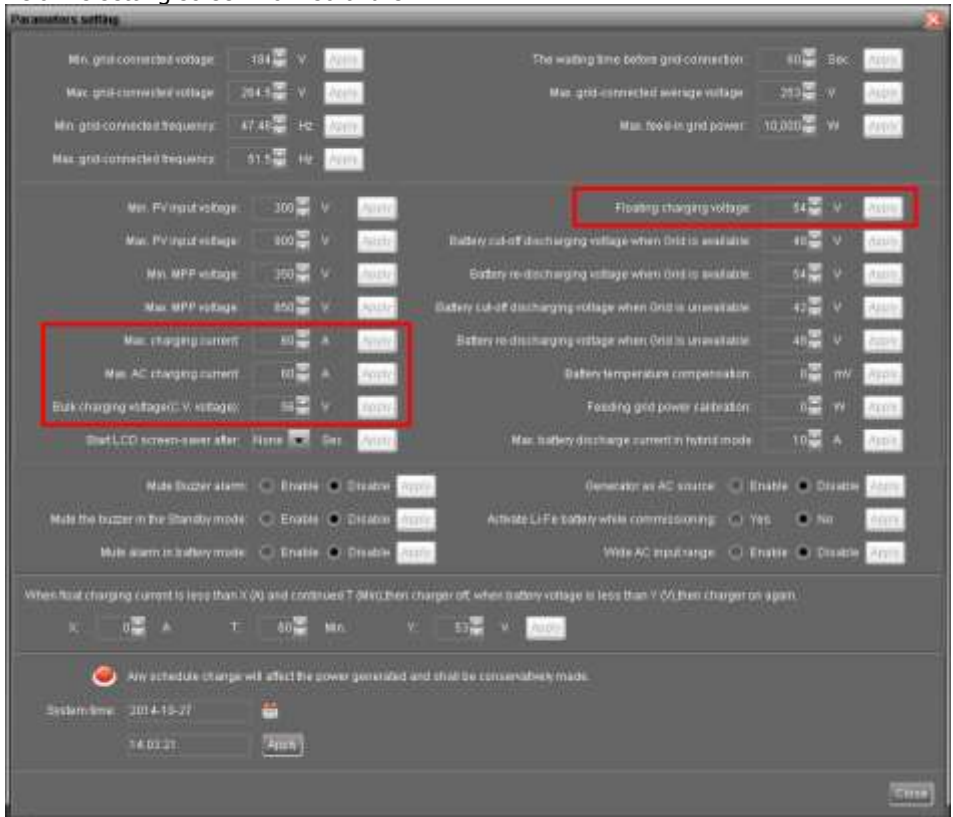 Parameters setting
Min. grid-connected voltage: 184 V Apply
The waiting time before grid-connection: 60 Sec. Apply
Max. grid-connected voltage: 264.5 V Apply
Max. grid-connected average voltage: 253 V Apply
Min. grid-connected frequency: 47.48 Hz Apply
Max. feed-in grid power: 10,000 W Apply
Max. grid-connected frequency: 51.5 Hz Apply
Min. PV input voltage: 300 V Apply
Floating charging voltage: 54 V Apply
Max. PV input voltage: 900 V Apply
Battery cut-off discharging voltage when Grid is available: 48 V Apply
Min. MPP voltage: 350 V Apply
Battery re-discharging voltage when Grid is available: 54 V Apply
Max. MPP voltage: 850 V Apply
Battery cut-off discharging voltage when Grid is unavailable: 42 V Apply
Max. charging current: 60 A Apply
Battery re-discharging voltage when Grid is unavailable: 48 V Apply
Max. AC charging current: 60 A Apply
Battery temperature compensation: 0 mV Apply
Bulk charging voltage(C.V. voltage): 56 V Apply
Feeding grid power calibration: 0 W Apply
Start LCD screen-saver after: None Sec. Apply
Max. battery discharge current in hybrid mode: 10 A Apply
Mute Buzzer alarm: Enable Disable Apply
Generator as AC source: Enable Disable Apply
Mute the buzzer in the Standby mode: Enable Disable Apply
Activate Li-Fe battery while commissioning: Yes No Apply
Mute alarm in battery mode: Enable Disable Apply
Wide AC input range: Enable Disable Apply
When float charging current is less than X (A) and continued T (Min),then charger off, when battery voltage is less than Y (V),then charger on again.
X: 0 A T: 60 Min. Y: 53 V Apply
Any schedule change will affect the power generated and shall be conservatively made.
System time: 2014-10-27
14:03:21 Apply
Close